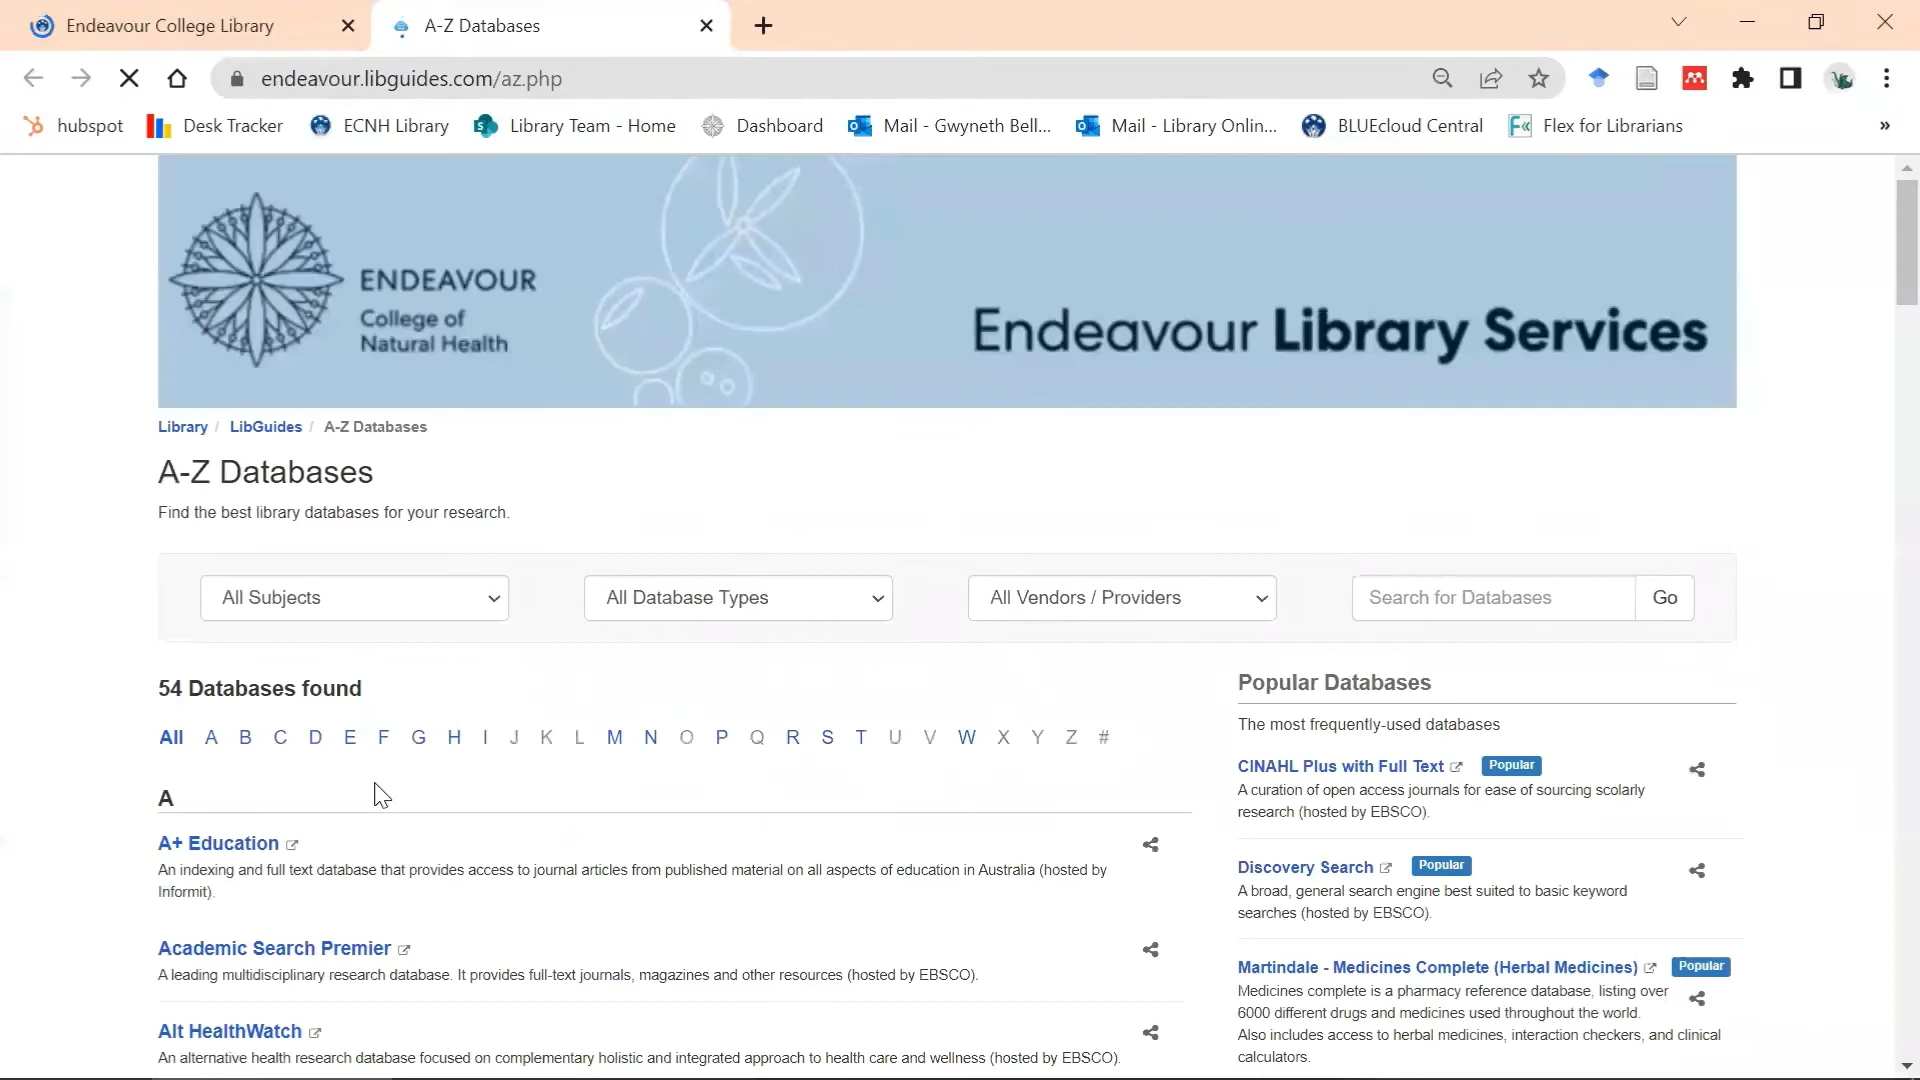 Endeavour College Library
A-Z Databases
endeavour.libguides.com/az.php
hubspot
Desk Tracker
ECNH Library
Library Team - Home
Dashboard
Mail - Gwyneth Bell...
Mail - Library Onlin...
BLUEcloud Central
Flex for Librarians
»
ENDEAVOUR
College of
Natural Health
Endeavour Library Services
Library / LibGuides / A-Z Databases
A-Z Databases
Find the best library databases for your research.
All Subjects
All Database Types
All Vendors / Providers
Search for Databases
Go
54 Databases found
All A B C D E F G H I J K L M N O P Q R S T U V W X Y Z #
A
A+ Education
An indexing and full text database that provides access to journal articles from published material on all aspects of education in Australia (hosted by
Informit).
Academic Search Premier
A leading multidisciplinary research database. It provides full-text journals, magazines and other resources (hosted by EBSCO).
Alt HealthWatch
An alternative health research database focused on complementary holistic and integrated approach to health care and wellness (hosted by EBSCO).
Popular Databases
The most frequently-used databases
CINAHL Plus with Full Text Popular
A curation of open access journals for ease of sourcing scolarly
research (hosted by EBSCO).
Discovery Search Popular
A broad, general search engine best suited to basic keyword
searches (hosted by EBSCO).
Martindale - Medicines Complete (Herbal Medicines) Popular
Medicines complete is a pharmacy reference database, listing over
6000 different drugs and medicines used throughout the world.
Also includes access to herbal medicines, interaction checkers, and clinical
calculators.